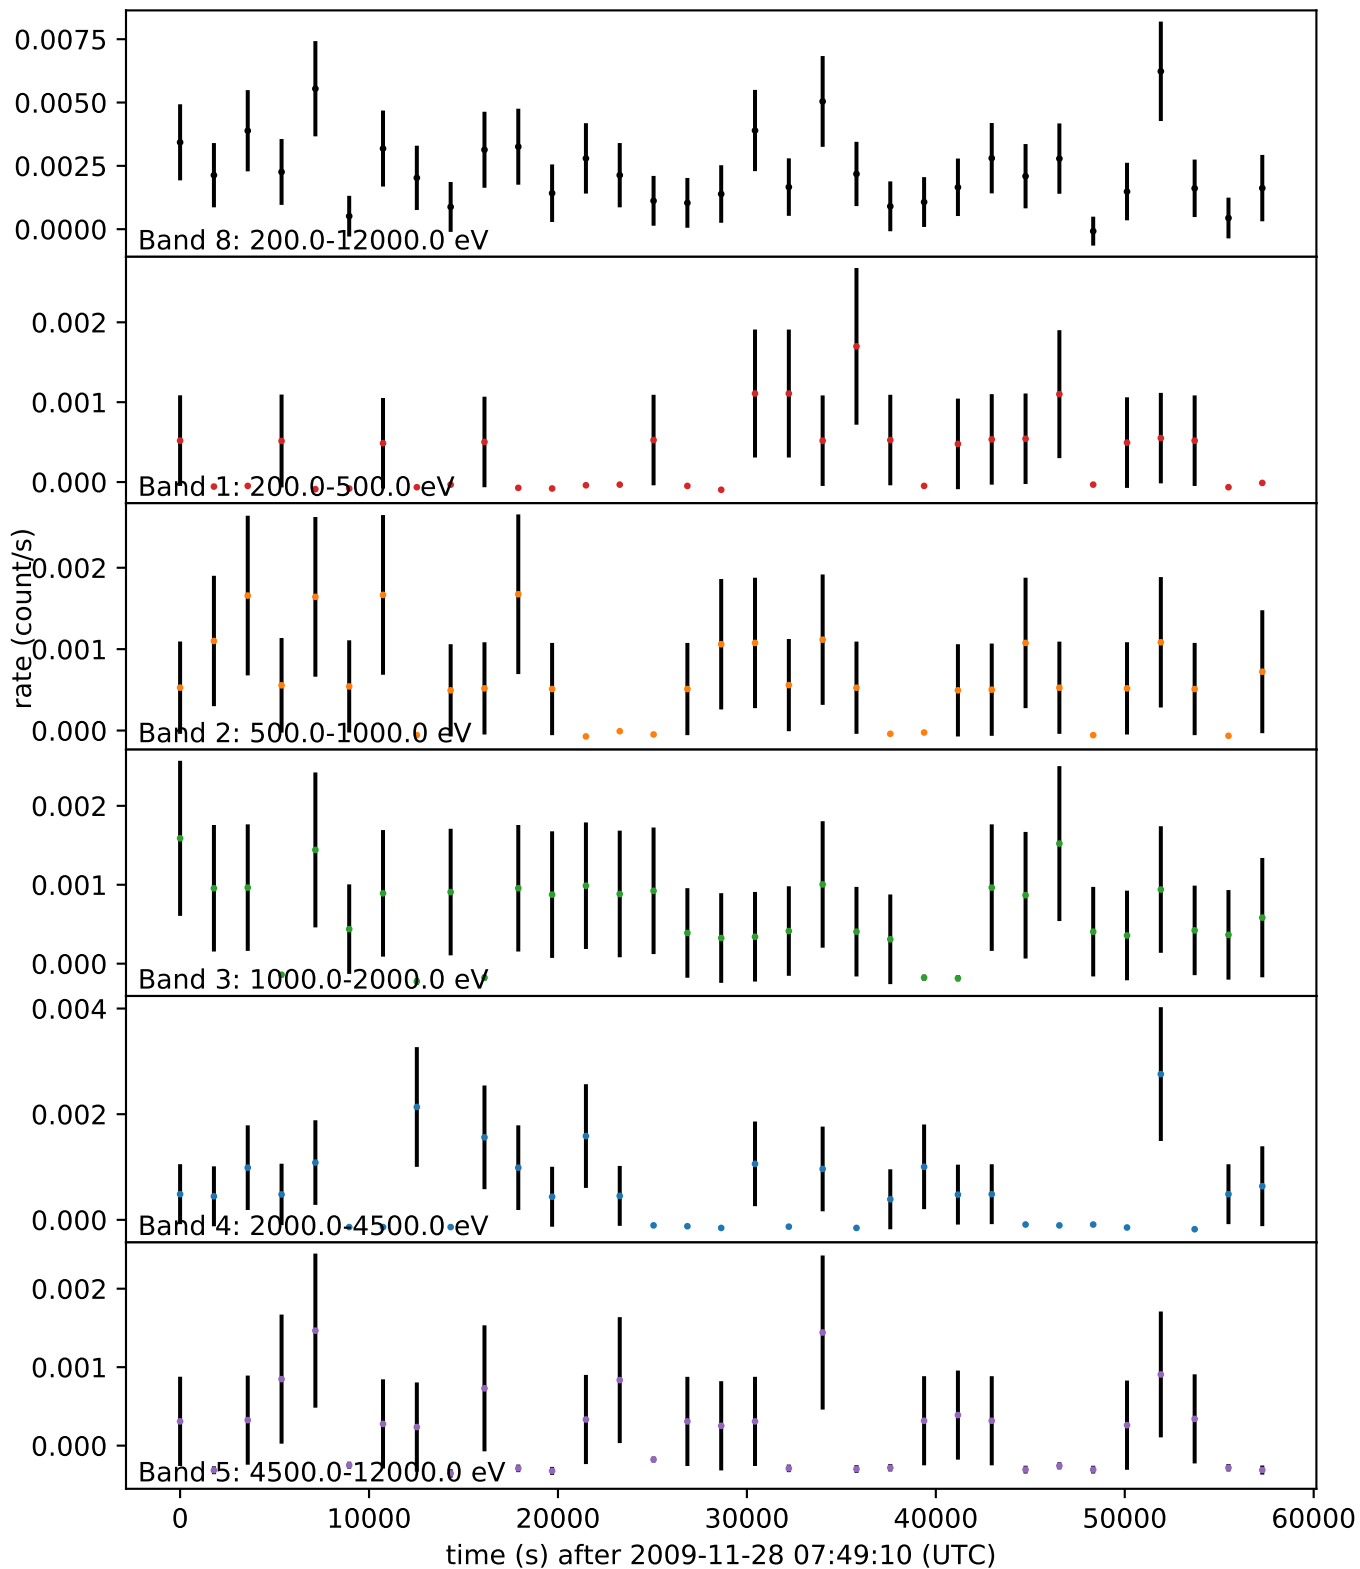 0.0075
0.0050
0.0025
0.0000
Band 8: 200.0-12000.0 eV
0.002
0.001
0.000
Band 1: 200.0-500.0 eV
rate (count/s)
0.002
0.001
0.000
Band 2: 500.0-1000.0 eV
0.002
0.001
0.000
Band 3: 1000.0-2000.0 eV
0.004
0.002
0.000
Band 4: 2000.0-4500.0 eV
0.002
0.001
0.000
Band 5: 4500.0-12000.0 eV
0 10000 20000 30000 40000 50000 60000
time (s) after 2009-11-28 07:49:10 (UTC)